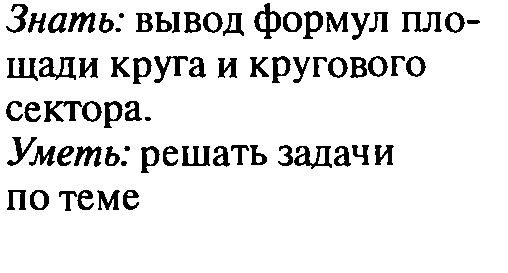 Знать: вывод формул пло-
щади круга и кругового
сектора.
Уметь: решать задачи
по теме